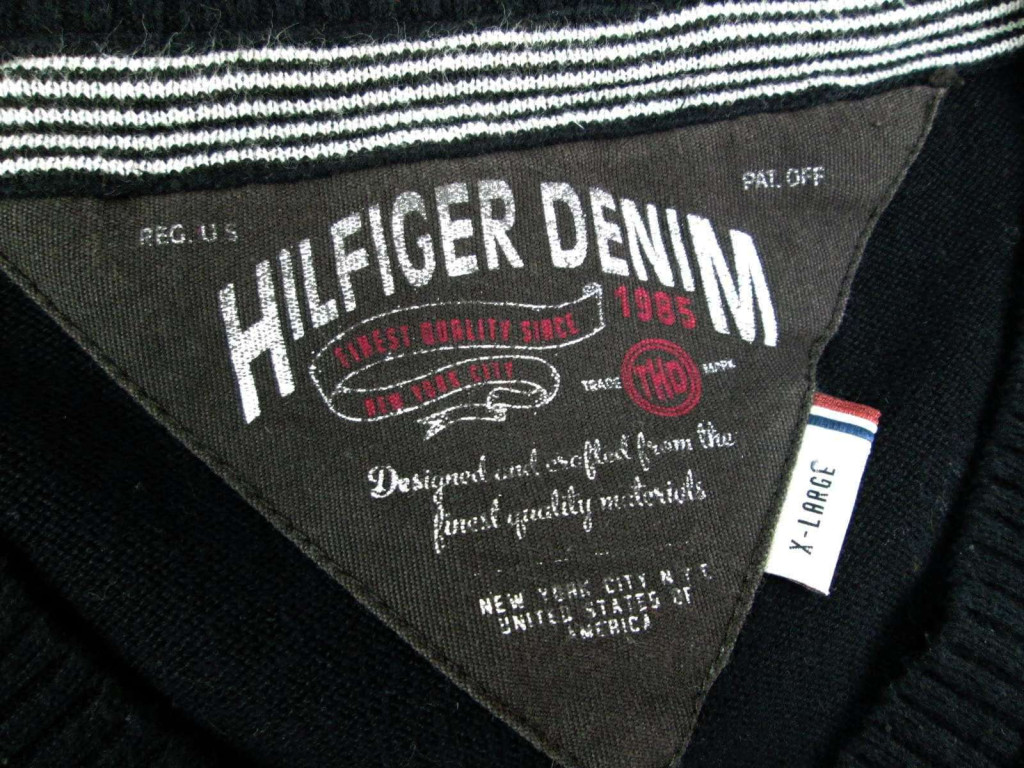 REG. U.S
PAT. OFF
HILFIGER DENIM
FINEST QUALITY SINCE
1985
NEW YORK CITY
TRADE THD MARK
Designed and crafted from the
finest quality materials
NEW YORK CITY N.Y.
UNITED STATES OF
AMERICA
X-LARGE